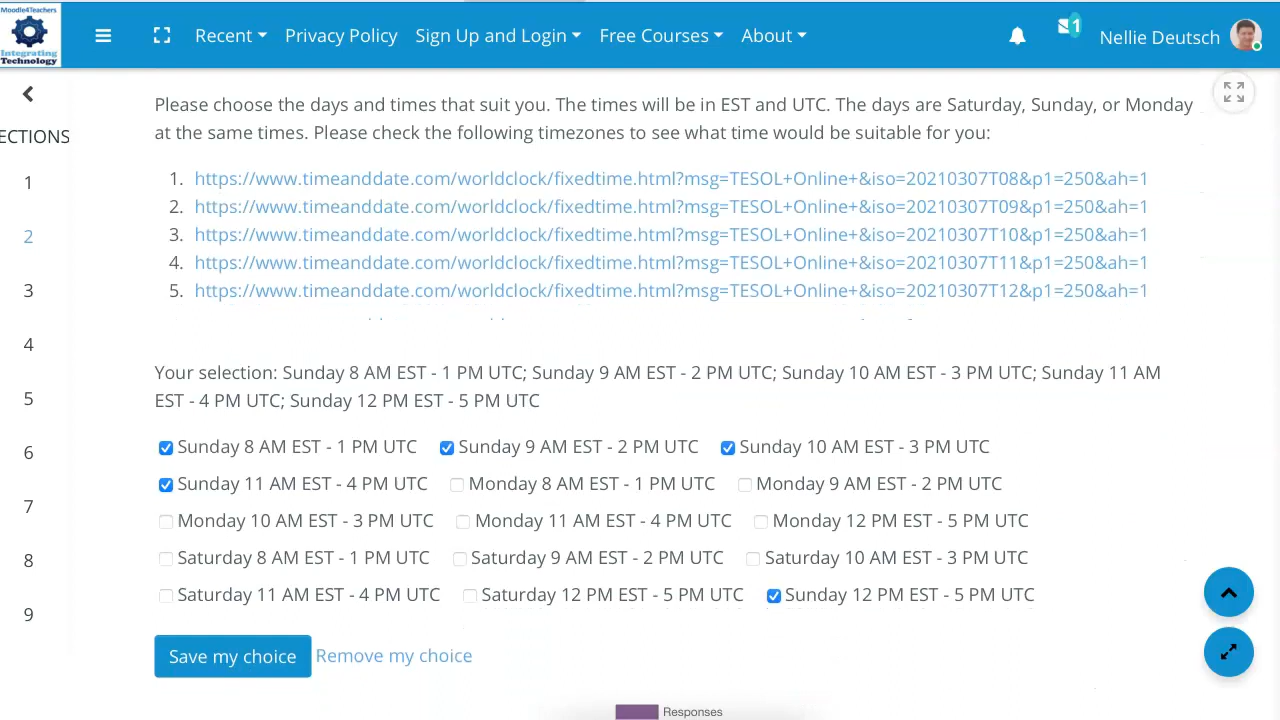 Moodle4Teachers
Integrating
Technology
Recent
Privacy Policy
Sign Up and Login
Free Courses
About
1
Nellie Deutsch
ECTIONS
1
2
3
4
5
6
7
8
9
Please choose the days and times that suit you. The times will be in EST and UTC. The days are Saturday, Sunday, or Monday
at the same times. Please check the following timezones to see what time would be suitable for you:
1. https://www.timeanddate.com/worldclock/fixedtime.html?msg=TESOL+Online+&iso=20210307T08&p1=250&ah=1
2. https://www.timeanddate.com/worldclock/fixedtime.html?msg=TESOL+Online+&iso=20210307T09&p1=250&ah=1
3. https://www.timeanddate.com/worldclock/fixedtime.html?msg=TESOL+Online+&iso=20210307T10&p1=250&ah=1
4. https://www.timeanddate.com/worldclock/fixedtime.html?msg=TESOL+Online+&iso=20210307T11&p1=250&ah=1
5. https://www.timeanddate.com/worldclock/fixedtime.html?msg=TESOL+Online+&iso=20210307T12&p1=250&ah=1
Your selection: Sunday 8 AM EST - 1 PM UTC; Sunday 9 AM EST - 2 PM UTC; Sunday 10 AM EST - 3 PM UTC; Sunday 11 AM
EST - 4 PM UTC; Sunday 12 PM EST - 5 PM UTC
Sunday 8 AM EST - 1 PM UTC Sunday 9 AM EST - 2 PM UTC Sunday 10 AM EST - 3 PM UTC
Sunday 11 AM EST - 4 PM UTC Monday 8 AM EST - 1 PM UTC Monday 9 AM EST - 2 PM UTC
Monday 10 AM EST - 3 PM UTC Monday 11 AM EST - 4 PM UTC Monday 12 PM EST - 5 PM UTC
Saturday 8 AM EST - 1 PM UTC Saturday 9 AM EST - 2 PM UTC Saturday 10 AM EST - 3 PM UTC
Saturday 11 AM EST - 4 PM UTC Saturday 12 PM EST - 5 PM UTC Sunday 12 PM EST - 5 PM UTC
Save my choice Remove my choice
Responses